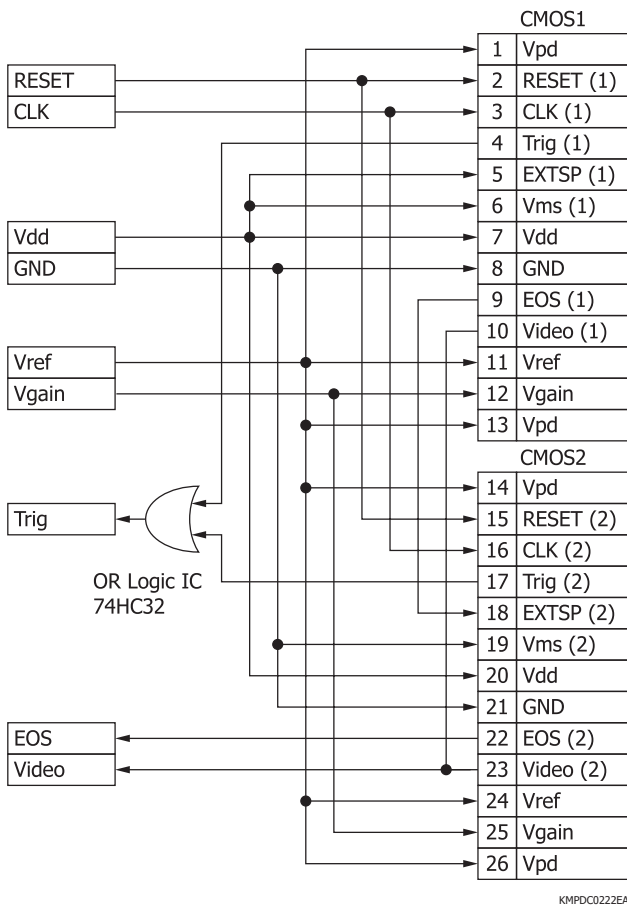 CMOS1
1 Vpd
RESET 2 RESET (1)
CLK 3 CLK (1)
4 Trig (1)
5 EXTSP (1)
6 Vms (1)
Vdd 7 Vdd
GND 8 GND
9 EOS (1)
10 Video (1)
Vref 11 Vref
Vgain 12 Vgain
13 Vpd
CMOS2
14 Vpd
Trig 15 RESET (2)
16 CLK (2)
OR Logic IC 17 Trig (2)
74HC32 18 EXTSP (2)
19 Vms (2)
20 Vdd
21 GND
EOS 22 EOS (2)
Video 23 Video (2)
24 Vref
25 Vgain
26 Vpd
KMPDC0222EA